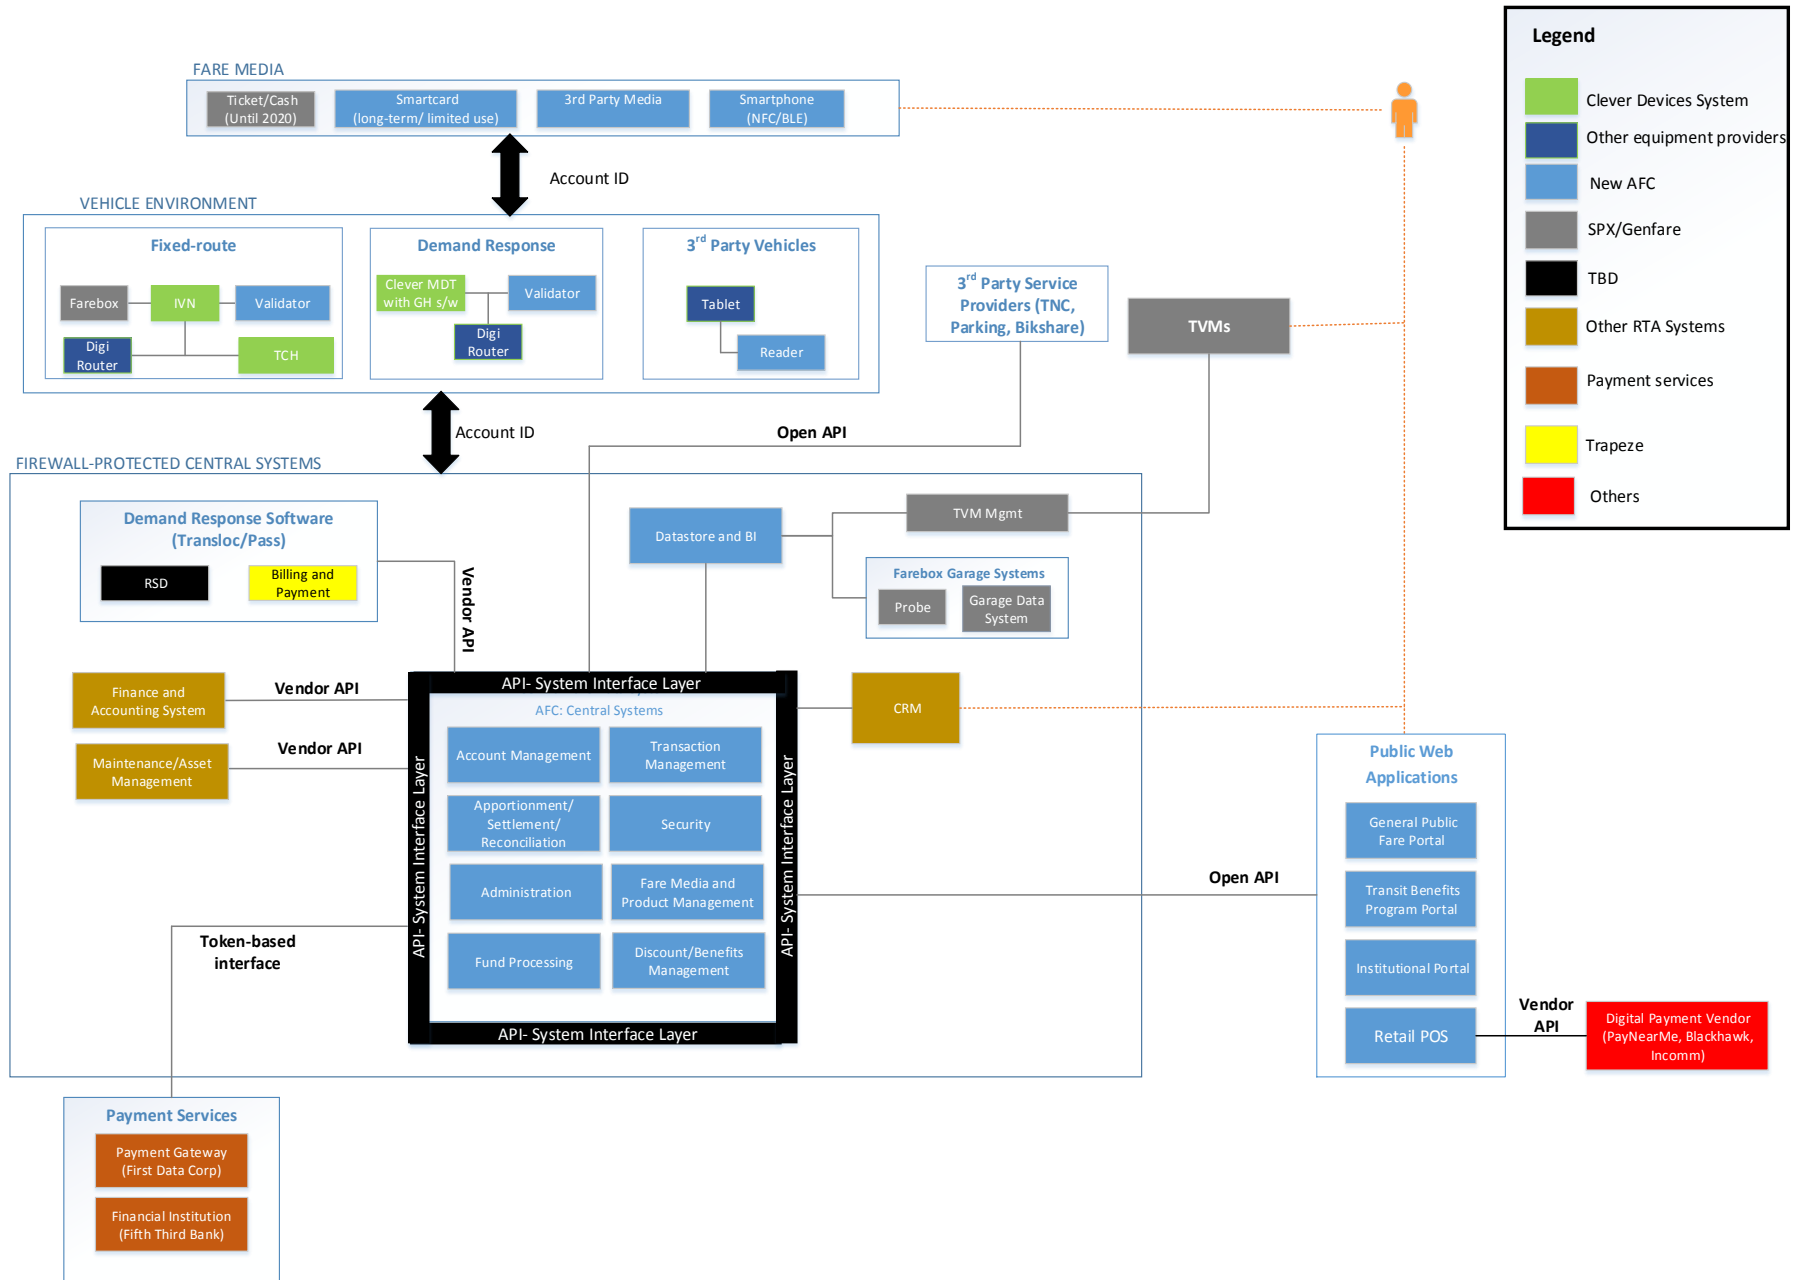 FARE MEDIA
Ticket/Cash
(Until 2020)
Smartcard
(long-term/ limited use)
3rd Party Media
Smartphone
(NFC/BLE)
Account ID
VEHICLE ENVIRONMENT
Fixed-route
Farebox
IVN
Validator
Digi
Router
TCH
Demand Response
Clever MDT
with GH s/w
Validator
Digi
Router
3rd Party Vehicles
Tablet
Reader
3rd Party Service
Providers (TNC,
Parking, Bikshare)
TVMs
Account ID
Open API
FIREWALL-PROTECTED CENTRAL SYSTEMS
Demand Response Software
(Transloc/Pass)
RSD
Billing and
Payment
Vendor API
Datastore and BI
TVM Mgmt
Farebox Garage Systems
Probe
Garage Data
System
Finance and
Accounting System
Vendor API
Maintenance/Asset
Management
Vendor API
API- System Interface Layer
API- System Interface Layer
API- System Interface Layer
API- System Interface Layer
AFC: Central Systems
Account Management
Transaction
Management
Apportionment/
Settlement/
Reconciliation
Security
Administration
Fare Media and
Product Management
Fund Processing
Discount/Benefits
Management
CRM
Token-based
interface
Open API
Public Web
Applications
General Public
Fare Portal
Transit Benefits
Program Portal
Institutional Portal
Retail POS
Vendor
API
Digital Payment Vendor
(PayNearMe, Blackhawk,
Incomm)
Payment Services
Payment Gateway
(First Data Corp)
Financial Institution
(Fifth Third Bank)
Legend
Clever Devices System
Other equipment providers
New AFC
SPX/Genfare
TBD
Other RTA Systems
Payment services
Trapeze
Others